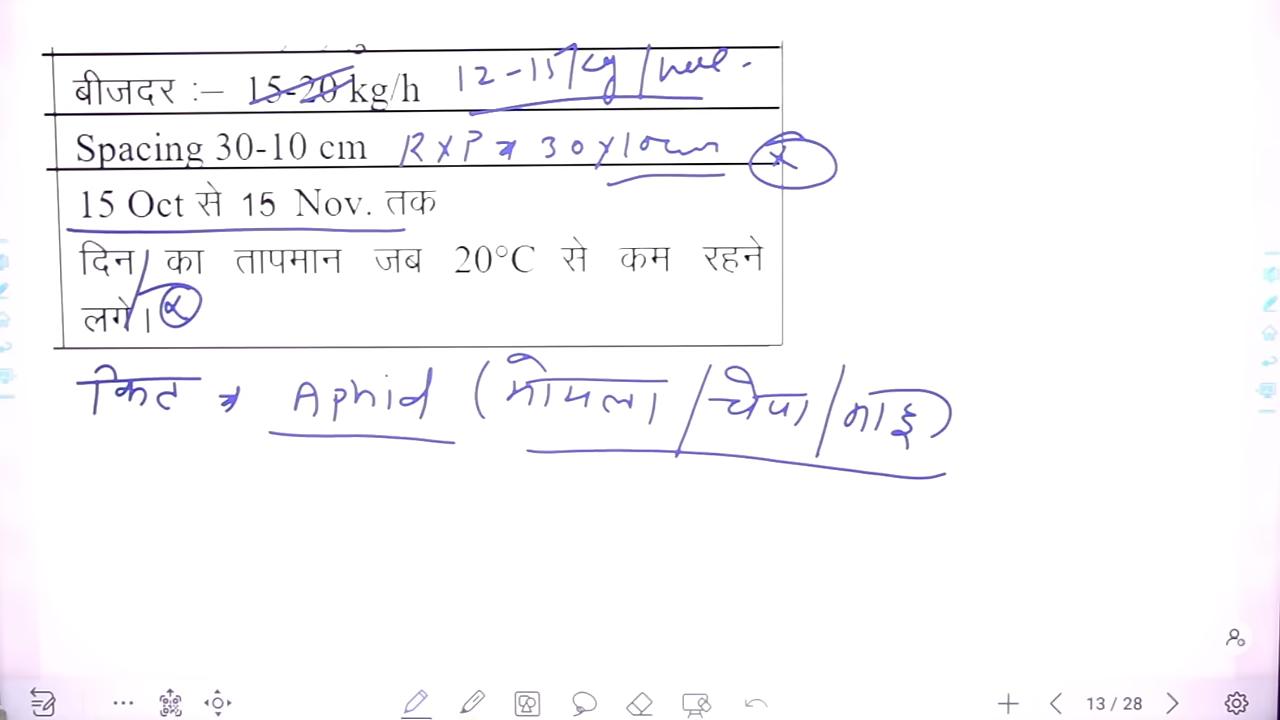 बीजदर :– 15-20 kg/h 12-15 kg/hec.
Spacing 30-10 cm R×P → 30×10cm
15 Oct से 15 Nov. तक
दिन का तापमान जब 20°C से कम रहने
लगे।
किट → Aphid (मोयला/चेपा/माहू)
13 / 28